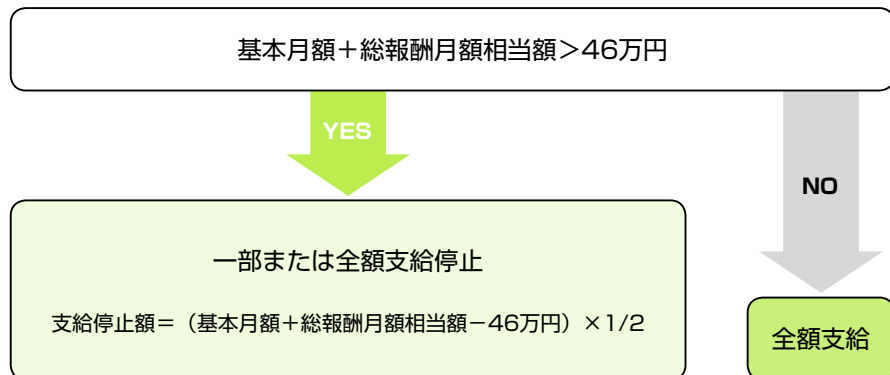 基本月額＋総報酬月額相当額＞46万円
YES
NO
一部または全額支給停止
支給停止額＝（基本月額＋総報酬月額相当額－46万円）×1/2
全額支給